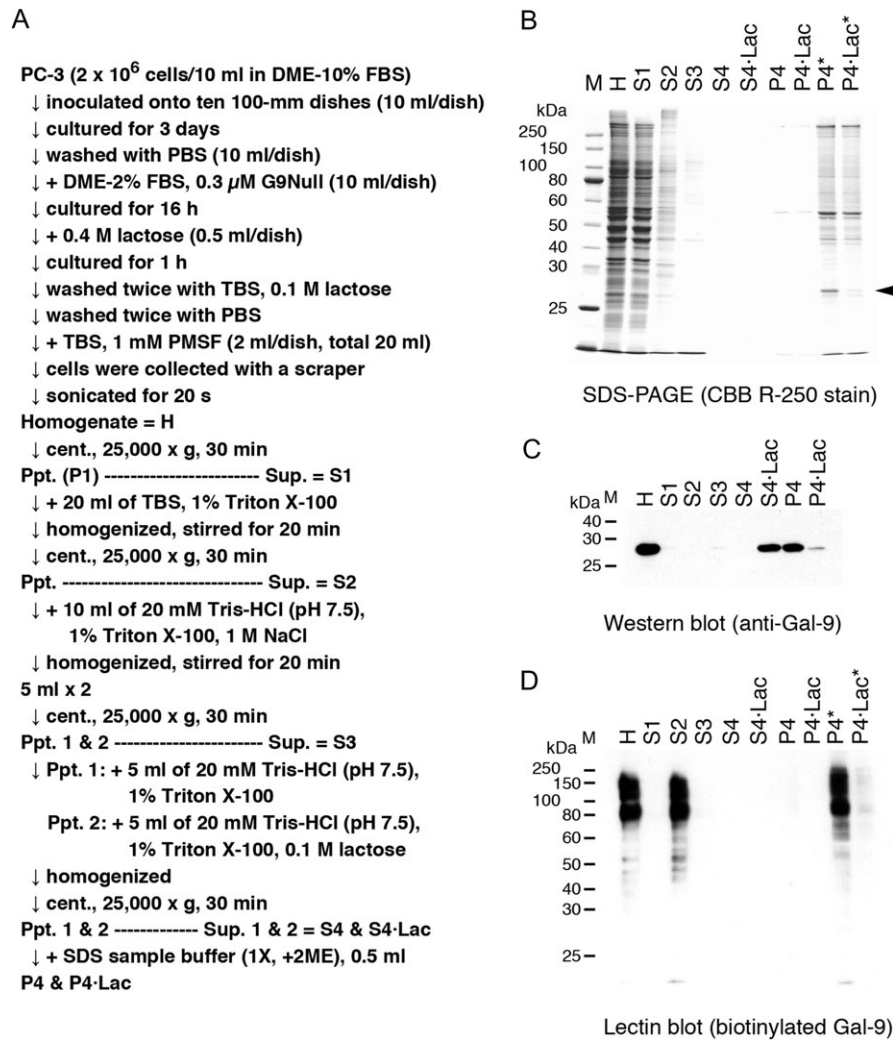 A
PC-3 (2 x 10⁶ cells/10 ml in DME-10% FBS)
↓ inoculated onto ten 100-mm dishes (10 ml/dish)
↓ cultured for 3 days
↓ washed with PBS (10 ml/dish)
↓ + DME-2% FBS, 0.3 µM G9Null (10 ml/dish)
↓ cultured for 16 h
↓ + 0.4 M lactose (0.5 ml/dish)
↓ cultured for 1 h
↓ washed twice with TBS, 0.1 M lactose
↓ washed twice with PBS
↓ + TBS, 1 mM PMSF (2 ml/dish, total 20 ml)
↓ cells were collected with a scraper
↓ sonicated for 20 s
Homogenate = H
↓ cent., 25,000 x g, 30 min
Ppt. (P1) ------------------------ Sup. = S1
↓ + 20 ml of TBS, 1% Triton X-100
↓ homogenized, stirred for 20 min
↓ cent., 25,000 x g, 30 min
Ppt. ------------------------------- Sup. = S2
↓ + 10 ml of 20 mM Tris-HCl (pH 7.5),
1% Triton X-100, 1 M NaCl
↓ homogenized, stirred for 20 min
5 ml x 2
↓ cent., 25,000 x g, 30 min
Ppt. 1 & 2 ----------------------- Sup. = S3
↓ Ppt. 1: + 5 ml of 20 mM Tris-HCl (pH 7.5),
1% Triton X-100
Ppt. 2: + 5 ml of 20 mM Tris-HCl (pH 7.5),
1% Triton X-100, 0.1 M lactose
↓ homogenized
↓ cent., 25,000 x g, 30 min
Ppt. 1 & 2 ------------- Sup. 1 & 2 = S4 & S4·Lac
↓ + SDS sample buffer (1X, +2ME), 0.5 ml
P4 & P4·Lac
B
kDa M H S1 S2 S3 S4 S4·Lac P4 P4·Lac P4* P4·Lac*
250
150
100
80
60
50
40
30
25
SDS-PAGE (CBB R-250 stain)
C
kDa M H S1 S2 S3 S4 S4·Lac P4 P4·Lac
40
30
25
Western blot (anti-Gal-9)
D
kDa M H S1 S2 S3 S4 S4·Lac P4 P4·Lac P4* P4·Lac*
250
150
100
80
60
50
40
30
25
Lectin blot (biotinylated Gal-9)